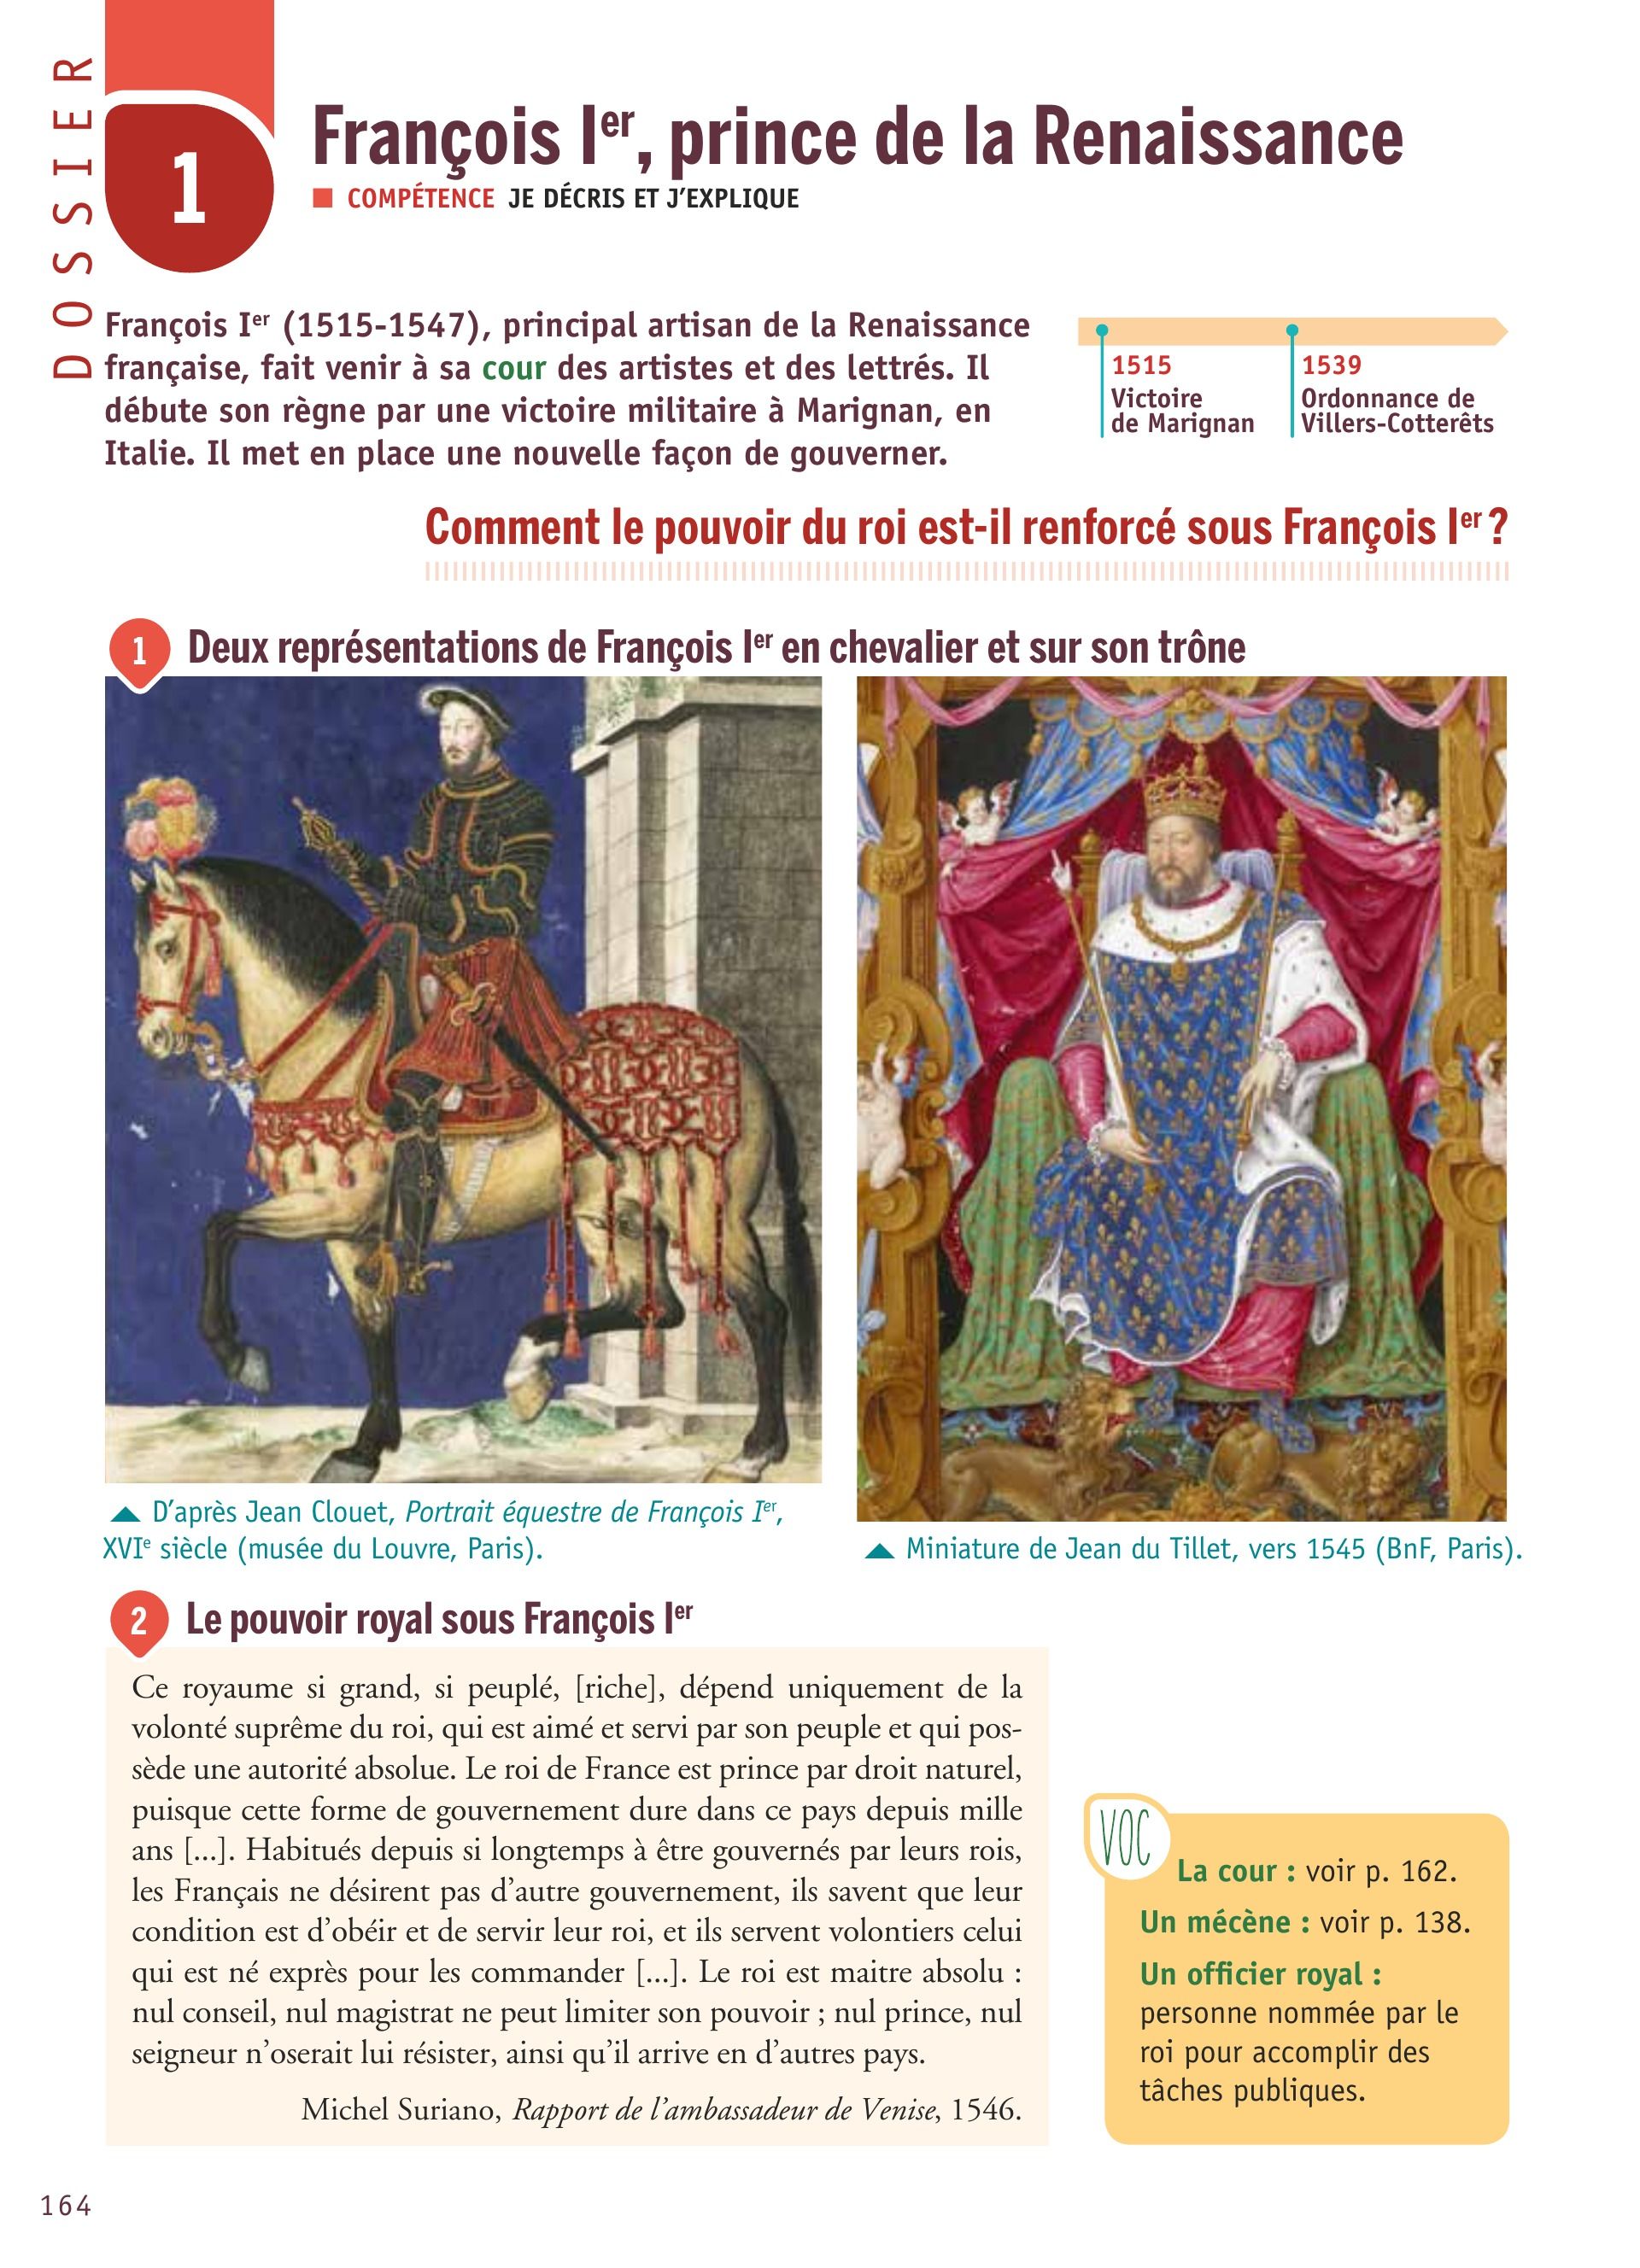 DOSSIER
1
François Ier, prince de la Renaissance
COMPÉTENCE JE DÉCRIS ET J'EXPLIQUE
François Ier (1515-1547), principal artisan de la Renaissance
française, fait venir à sa cour des artistes et des lettrés. Il
débute son règne par une victoire militaire à Marignan, en
Italie. Il met en place une nouvelle façon de gouverner.
1515
Victoire
de Marignan
1539
Ordonnance de
Villers-Cotterêts
Comment le pouvoir du roi est-il renforcé sous François Ier ?
1 Deux représentations de François Ier en chevalier et sur son trône
D'après Jean Clouet, Portrait équestre de François Ier,
XVIe siècle (musée du Louvre, Paris).
Miniature de Jean du Tillet, vers 1545 (BnF, Paris).
2 Le pouvoir royal sous François Ier
Ce royaume si grand, si peuplé, [riche], dépend uniquement de la
volonté suprême du roi, qui est aimé et servi par son peuple et qui pos-
sède une autorité absolue. Le roi de France est prince par droit naturel,
puisque cette forme de gouvernement dure dans ce pays depuis mille
ans [...]. Habitués depuis si longtemps à être gouvernés par leurs rois,
les Français ne désirent pas d'autre gouvernement, ils savent que leur
condition est d'obéir et de servir leur roi, et ils servent volontiers celui
qui est né exprès pour les commander [...]. Le roi est maitre absolu :
nul conseil, nul magistrat ne peut limiter son pouvoir ; nul prince, nul
seigneur n'oserait lui résister, ainsi qu'il arrive en d'autres pays.
Michel Suriano, Rapport de l'ambassadeur de Venise, 1546.
VOC
La cour : voir p. 162.
Un mécène : voir p. 138.
Un officier royal :
personne nommée par le
roi pour accomplir des
tâches publiques.
164